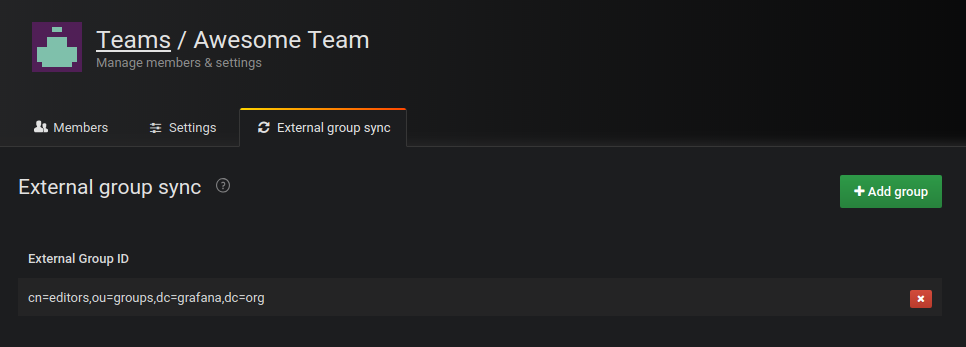 Teams / Awesome Team
Manage members & settings
Members
Settings
External group sync
External group sync
Add group
External Group ID
cn=editors,ou=groups,dc=grafana,dc=org